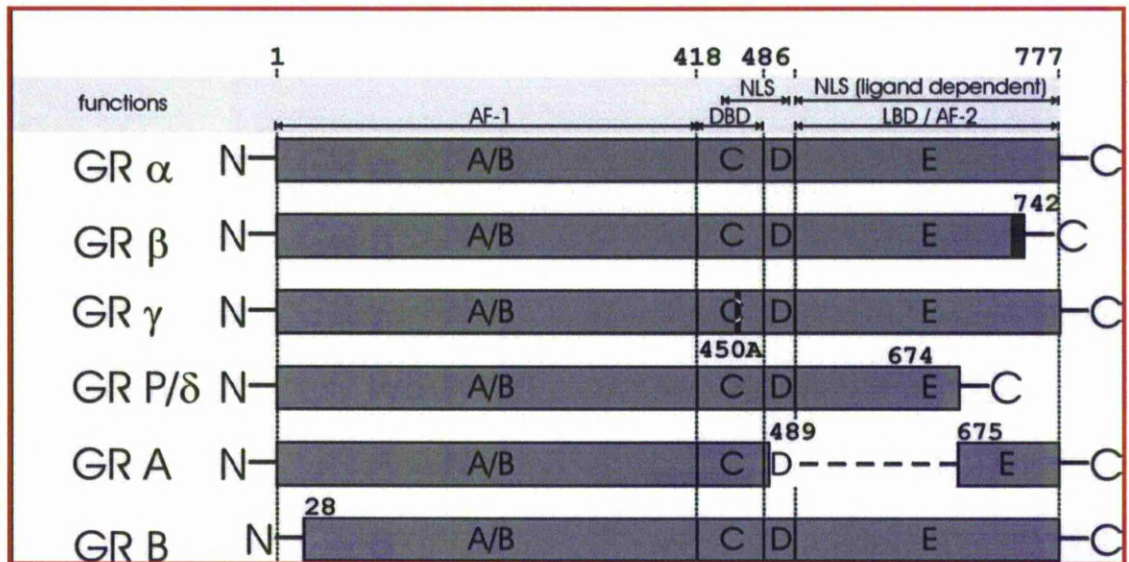 1 418 486 777
NLS NLS (ligand dependent)
functions AF-1 DBD LBD / AF-2
GR α N A/B C D E C
742
GR β N A/B C D E C
GR γ N A/B C D E C
450A 674
GR P/δ N A/B C D E C
489 675
GR A N A/B C D E C
28
GR B N A/B C D E C